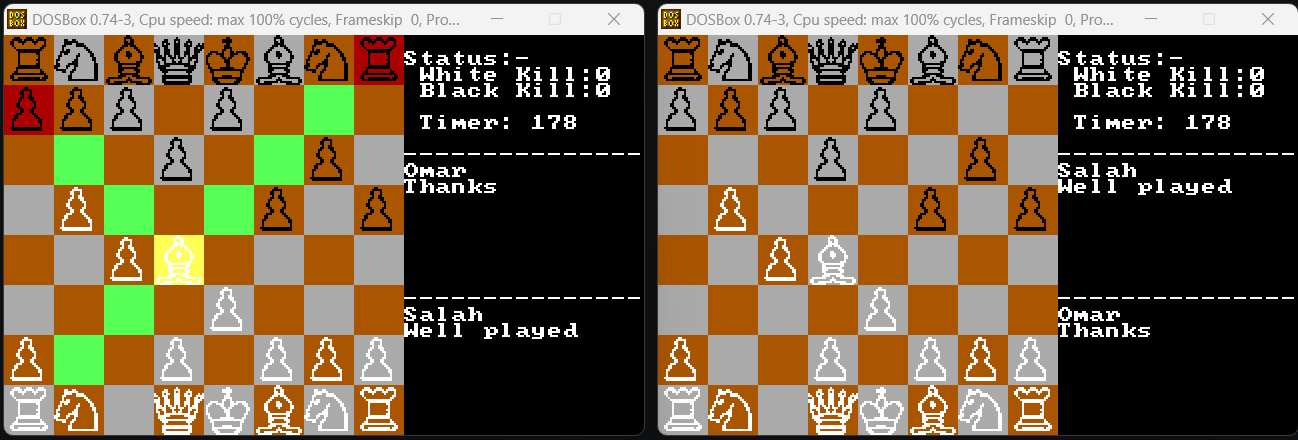 DOSBox 0.74-3, Cpu speed: max 100% cycles, Frameskip 0, Pro...
Status:-
White Kill:0
Black Kill:0
Timer: 178
Omar
Thanks
Salah
Well played
DOSBox 0.74-3, Cpu speed: max 100% cycles, Frameskip 0, Pro...
Status:-
White Kill:0
Black Kill:0
Timer: 178
Salah
Well played
Omar
Thanks